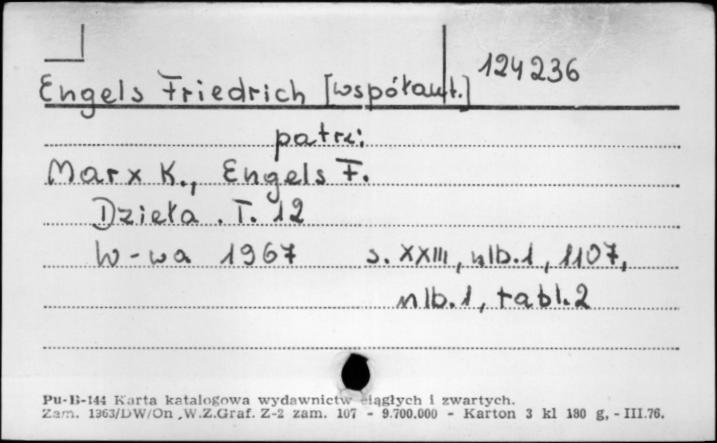 124236
Engels Friedrich [współaut.]
patrz:
Marx K., Engels F.
Dzieła. T. 12
W-wa 1967 s. XXIII, nlb.1, 1107,
nlb.1, tabl.2
Pu-B-144 Karta katalogowa wydawnictw ciągłych i zwartych.
Zam. 1363/DW/On ,W.Z.Graf. Z-2 zam. 107 - 9.700.000 - Karton 3 kl 180 g, - III.76.